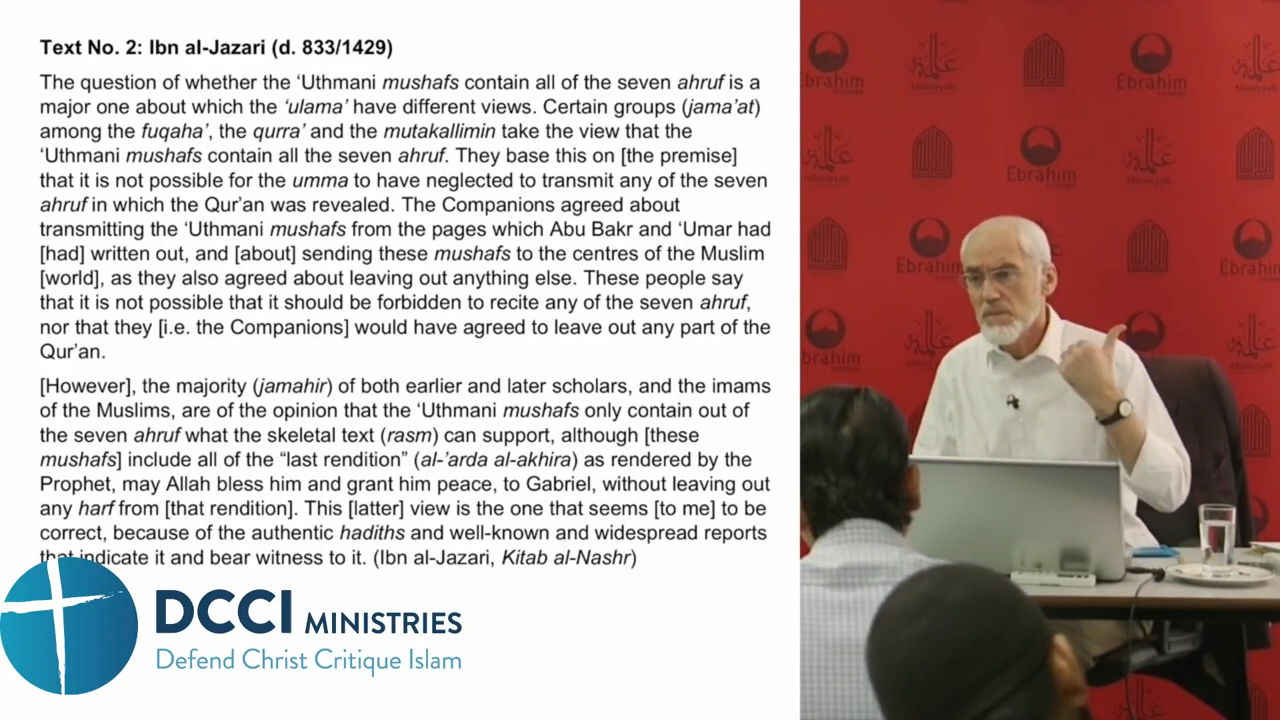 Text No. 2: Ibn al-Jazari (d. 833/1429)
The question of whether the ‘Uthmani mushafs contain all of the seven ahruf is a
major one about which the ‘ulama’ have different views. Certain groups (jama’at)
among the fuqaha’, the qurra’ and the mutakallimin take the view that the
‘Uthmani mushafs contain all the seven ahruf. They base this on [the premise]
that it is not possible for the umma to have neglected to transmit any of the seven
ahruf in which the Qur’an was revealed. The Companions agreed about
transmitting the ‘Uthmani mushafs from the pages which Abu Bakr and ‘Umar had
[had] written out, and [about] sending these mushafs to the centres of the Muslim
[world], as they also agreed about leaving out anything else. These people say
that it is not possible that it should be forbidden to recite any of the seven ahruf,
nor that they [i.e. the Companions] would have agreed to leave out any part of the
Qur’an.
[However], the majority (jamahir) of both earlier and later scholars, and the imams
of the Muslims, are of the opinion that the ‘Uthmani mushafs only contain out of
the seven ahruf what the skeletal text (rasm) can support, although [these
mushafs] include all of the “last rendition” (al-’arda al-akhira) as rendered by the
Prophet, may Allah bless him and grant him peace, to Gabriel, without leaving out
any harf from [that rendition]. This [latter] view is the one that seems [to me] to be
correct, because of the authentic hadiths and well-known and widespread reports
that indicate it and bear witness to it. (Ibn al-Jazari, Kitab al-Nashr)
DCCI MINISTRIES
Defend Christ Critique Islam
Ebrahim
Ebrahim
Ebrahim
Ebrahim
Ebrahim
Ebrahim